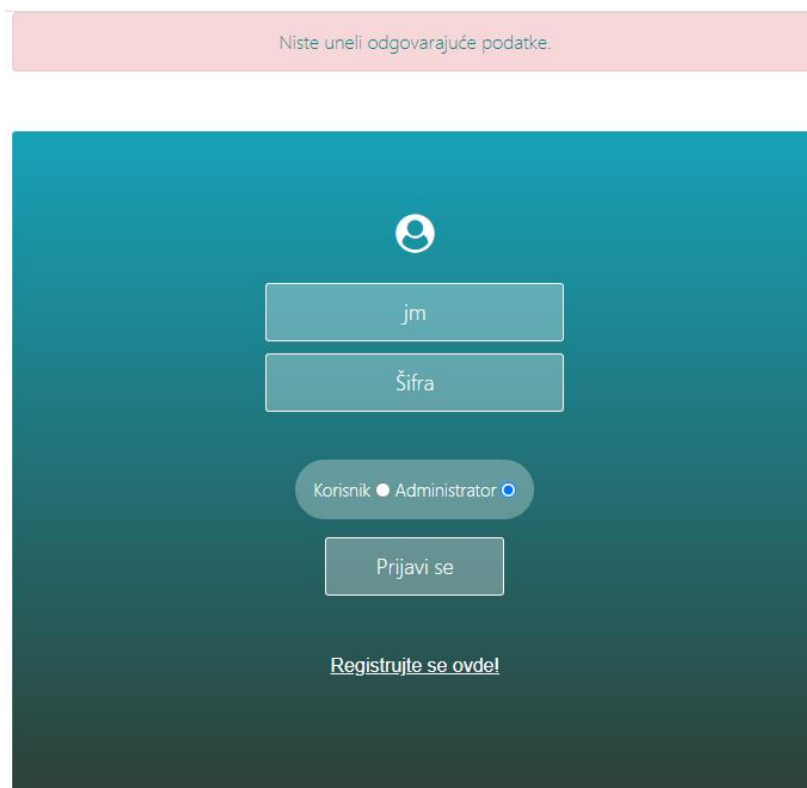 Niste uneli odgovarajuće podatke.
jm
Šifra
Korisnik Administrator
Prijavi se
Registrujte se ovde!